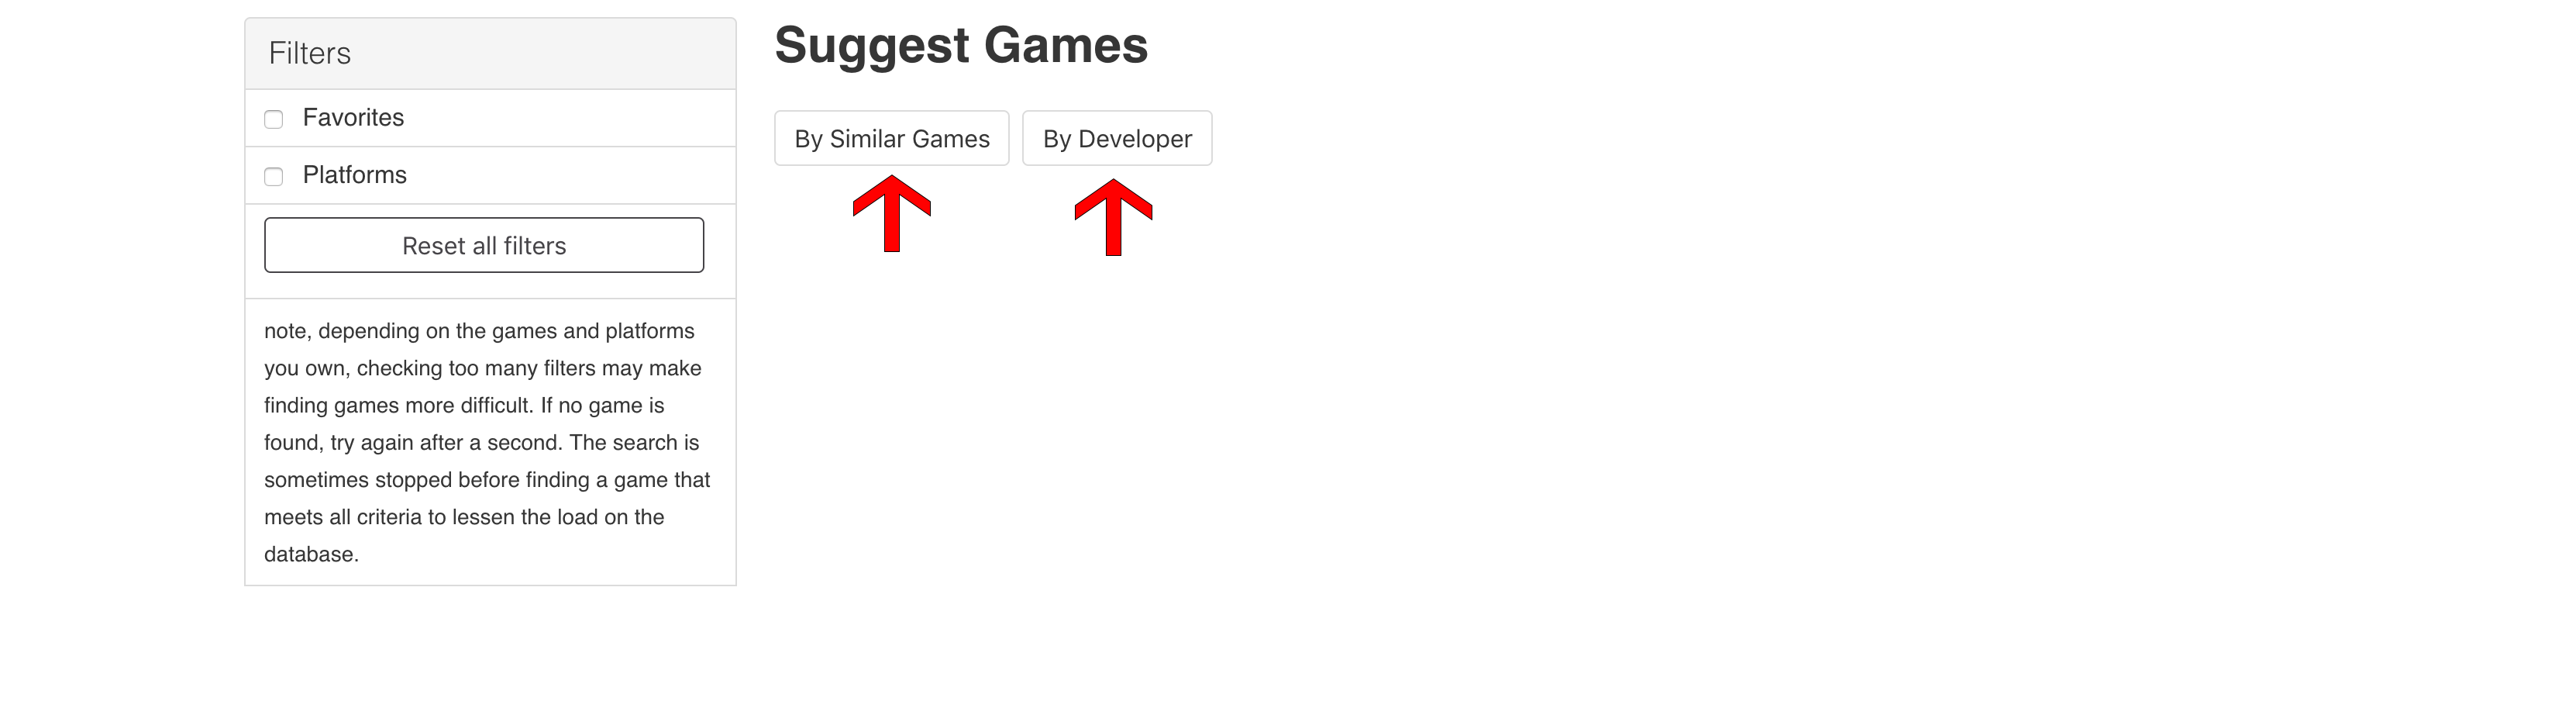 Filters
Favorites
Platforms
Reset all filters
note, depending on the games and platforms
you own, checking too many filters may make
finding games more difficult. If no game is
found, try again after a second. The search is
sometimes stopped before finding a game that
meets all criteria to lessen the load on the
database.
Suggest Games
By Similar Games
By Developer